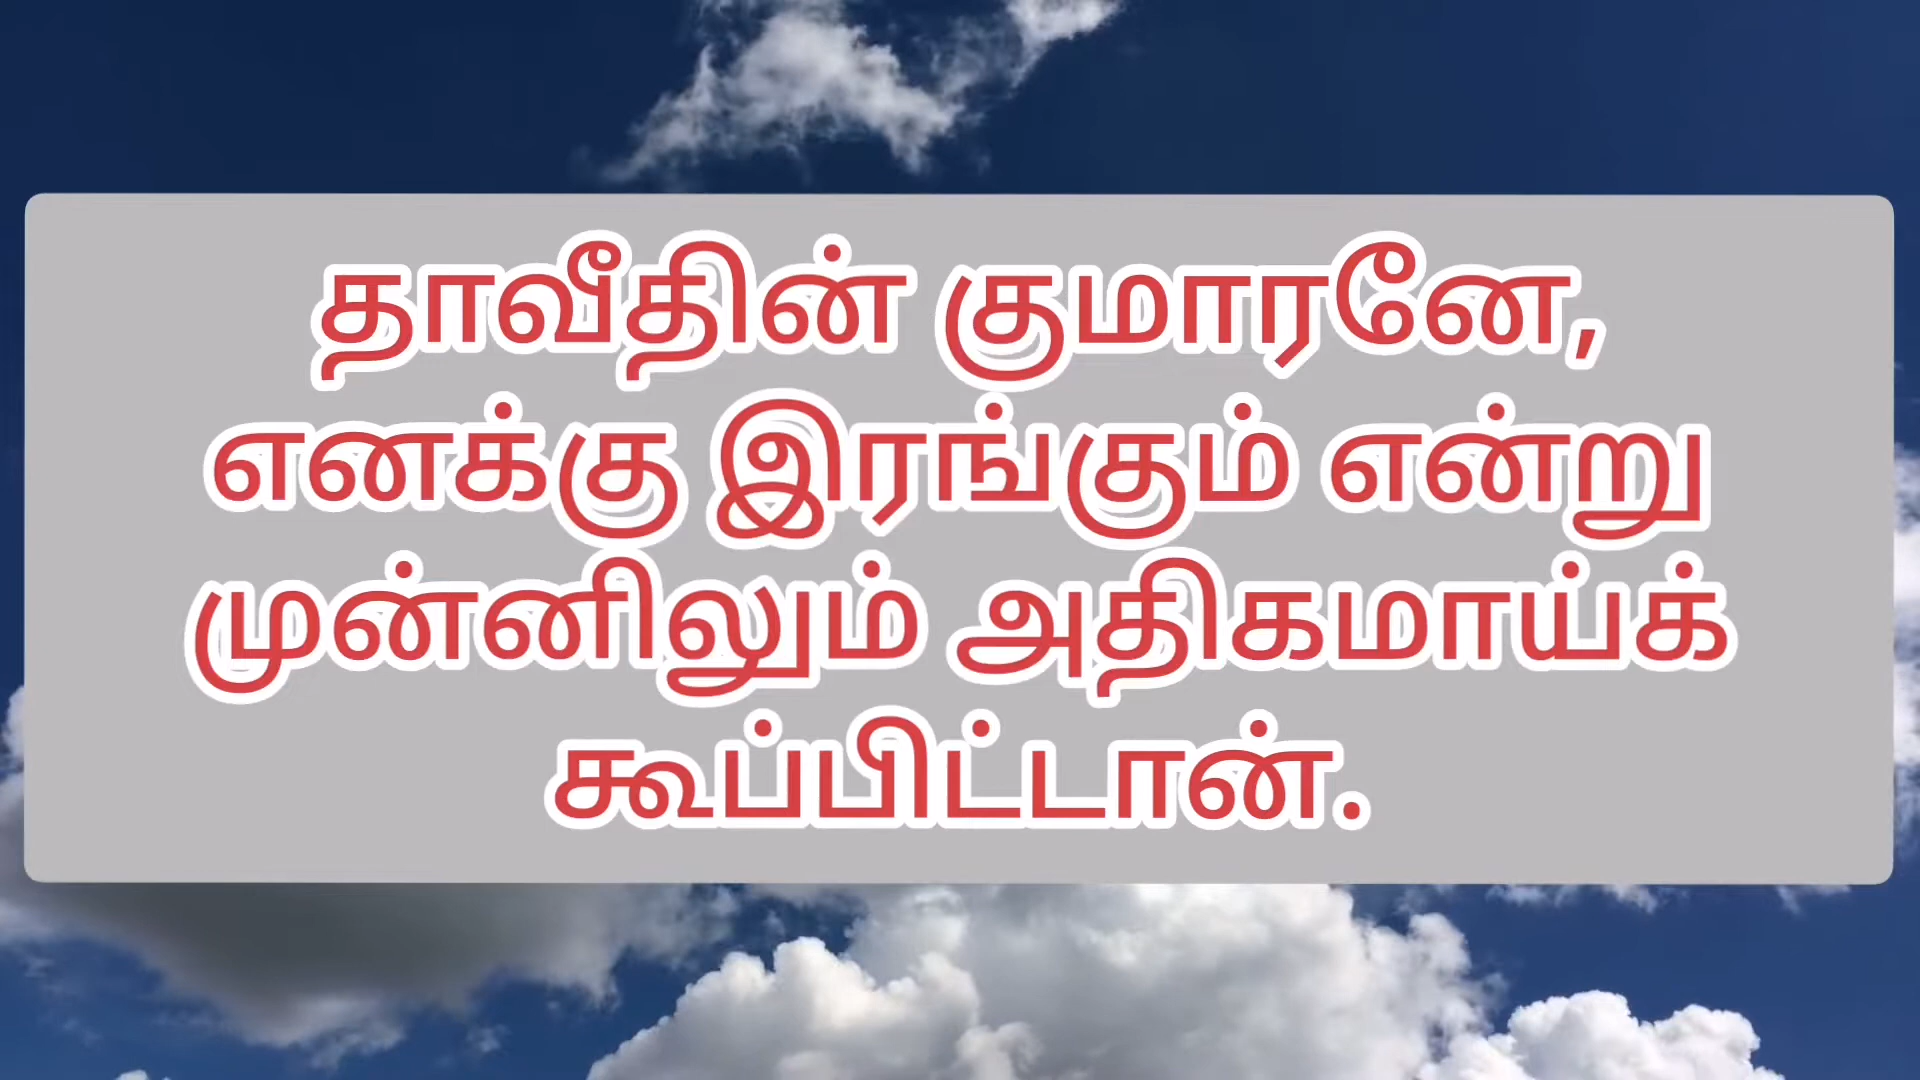 தாவீதின் குமாரனே,
எனக்கு இரங்கும் என்று
முன்னிலும் அதிகமாய்க்
கூப்பிட்டான்.